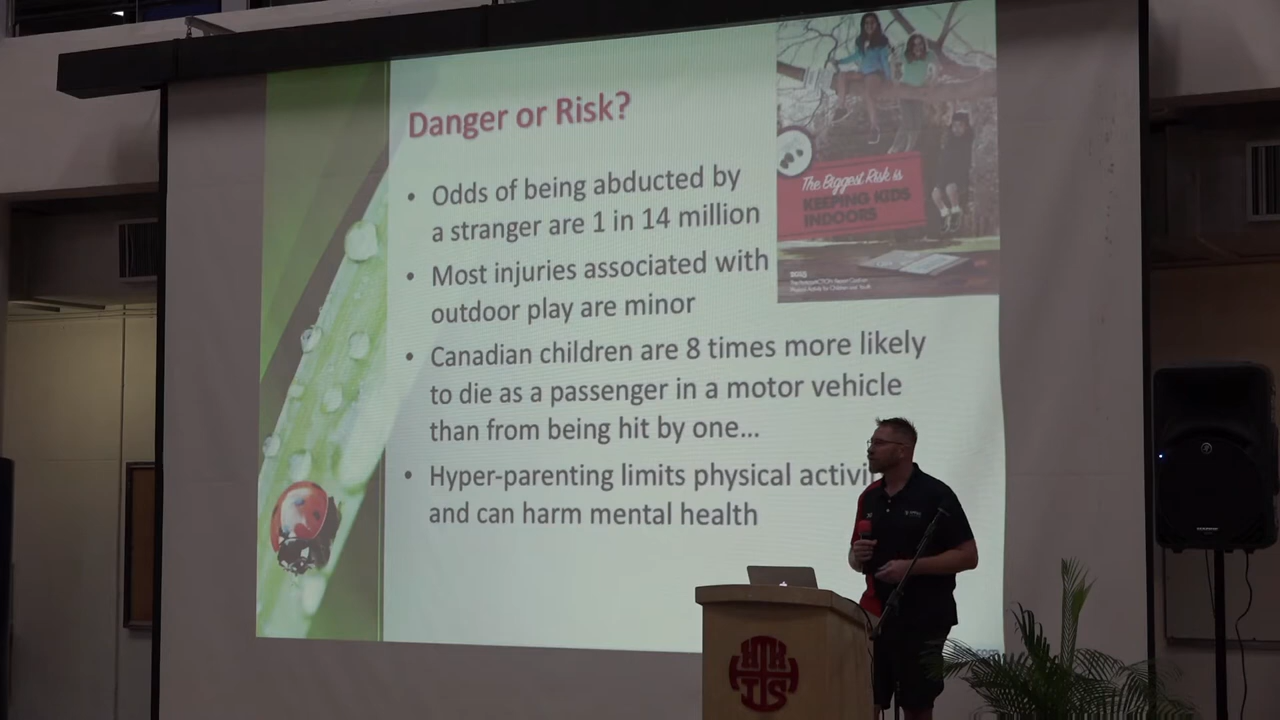 Danger or Risk?
• Odds of being abducted by
a stranger are 1 in 14 million
• Most injuries associated with
outdoor play are minor
• Canadian children are 8 times more likely
to die as a passenger in a motor vehicle
than from being hit by one...
• Hyper-parenting limits physical activi
and can harm mental health
The Biggest Risk is
KEEPING KIDS
INDOORS
2015